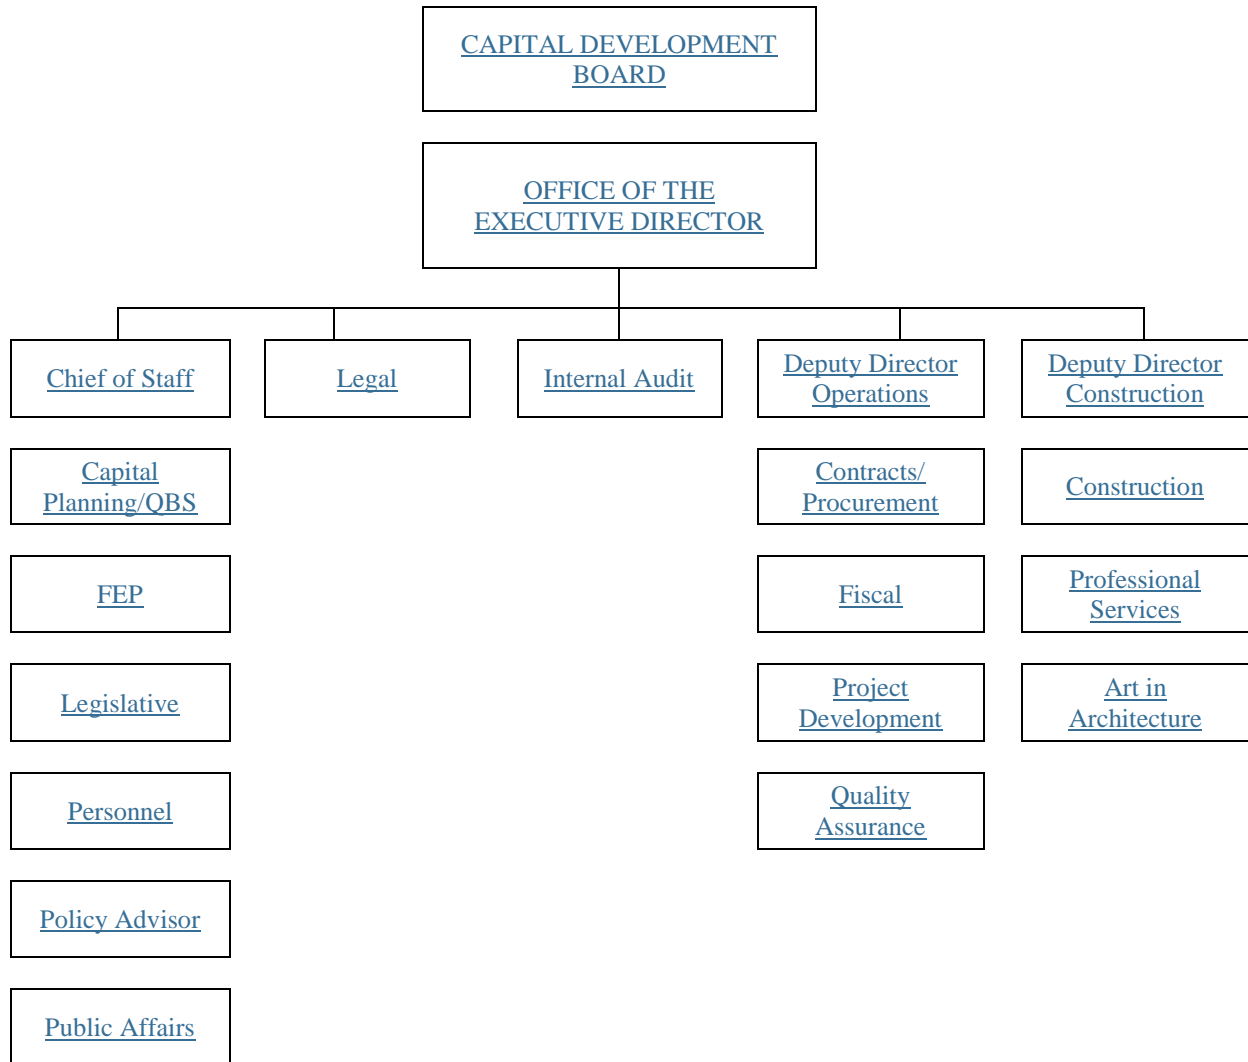 CAPITAL DEVELOPMENT
BOARD
OFFICE OF THE
EXECUTIVE DIRECTOR
Chief of Staff
Legal
Internal Audit
Deputy Director
Operations
Deputy Director
Construction
Capital
Planning/QBS
Contracts/
Procurement
Construction
FEP
Fiscal
Professional
Services
Legislative
Project
Development
Art in
Architecture
Personnel
Quality
Assurance
Policy Advisor
Public Affairs